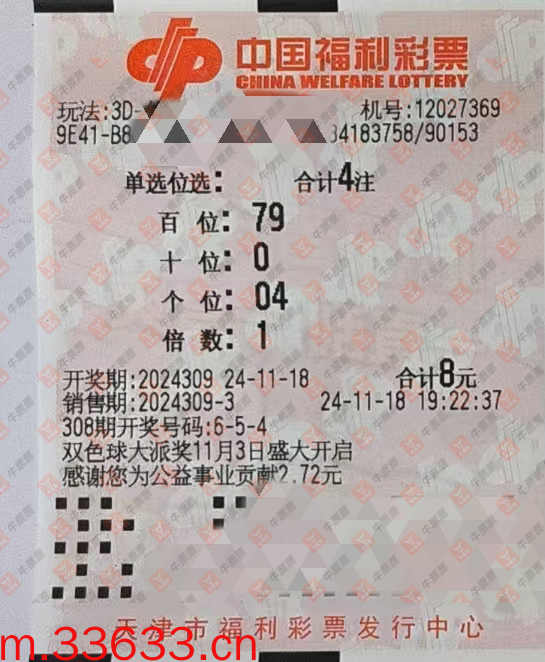 中国福利彩票
CHINA WELFARE LOTTERY
玩法:3D- 机号:12027369
9E41-B8 34183758/90153
单选位选: 合计4注
百 位: 79
十 位: 0
个 位: 04
倍 数: 1
开奖期:2024309 24-11-18 合计8元
销售期:2024309-3 24-11-18 19:22:37
308期开奖号码:6-5-4
双色球大派奖11月3日盛大开启
感谢您为公益事业贡献2.72元
天津市福利彩票发行中心
m.33633.cn